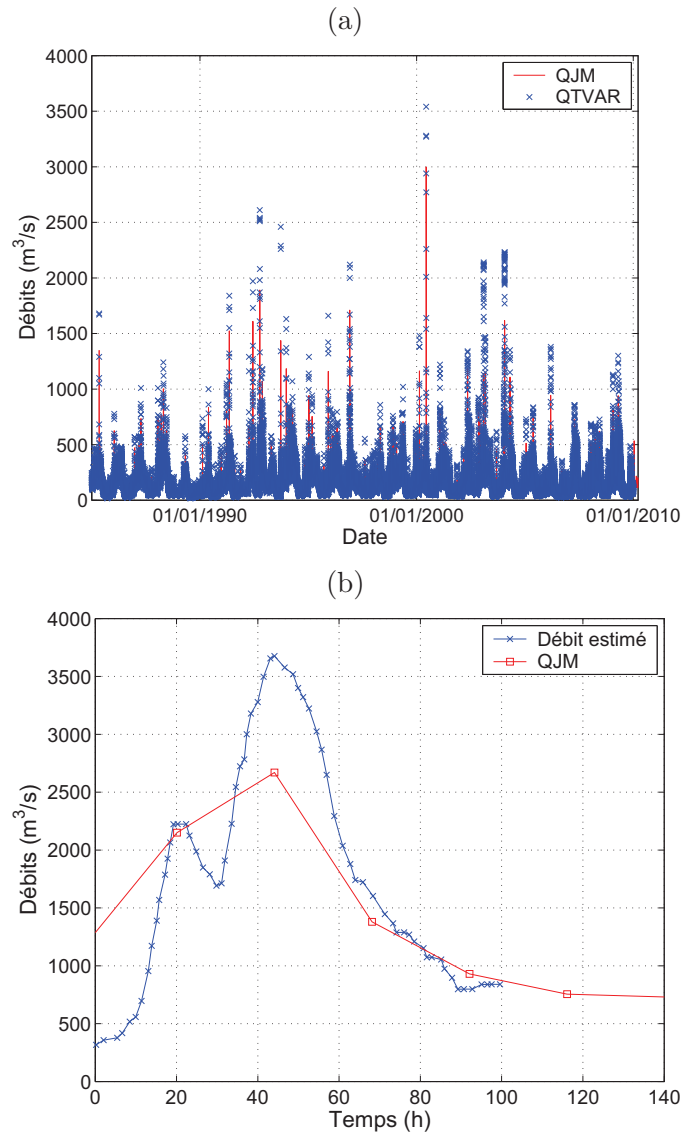 (a)
4000
3500
3000
2500
2000
1500
1000
500
0
Débits (m³/s)
QJM
QTVAR
01/01/1990
01/01/2000
01/01/2010
Date
(b)
4000
3500
3000
2500
2000
1500
1000
500
0
Débits (m³/s)
Débit estimé
QJM
0
20
40
60
80
100
120
140
Temps (h)